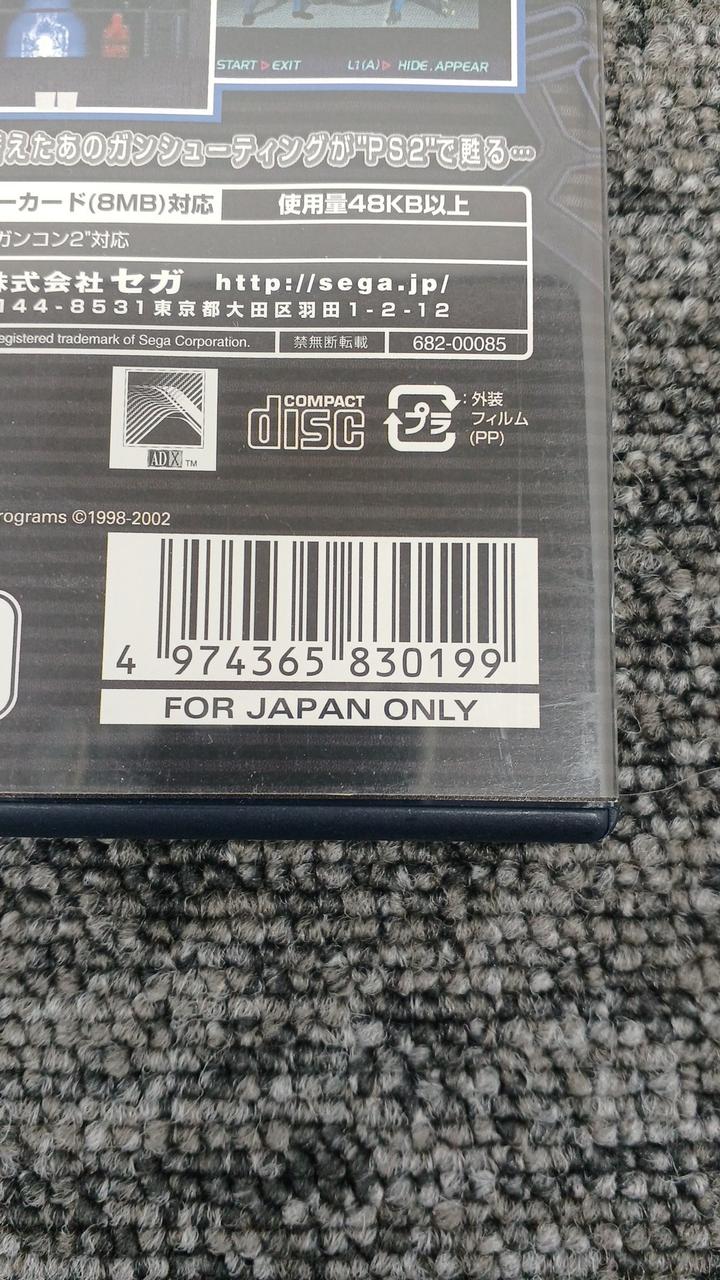 START ▷ EXIT L1(A) ▷ HIDE, APPEAR
えたあのガンシューティングが"PS2"で甦る…
ーカード(8MB)対応 使用量48KB以上
ガンコン2"対応
株式会社セガ http://sega.jp/
144-8531東京都大田区羽田1-2-12
egistered trademark of Sega Corporation. 禁無断転載 682-00085
COMPACT
disc
プラ
:外装
フィルム
(PP)
ADX TM
rograms ©1998-2002
4 974365 830199
FOR JAPAN ONLY